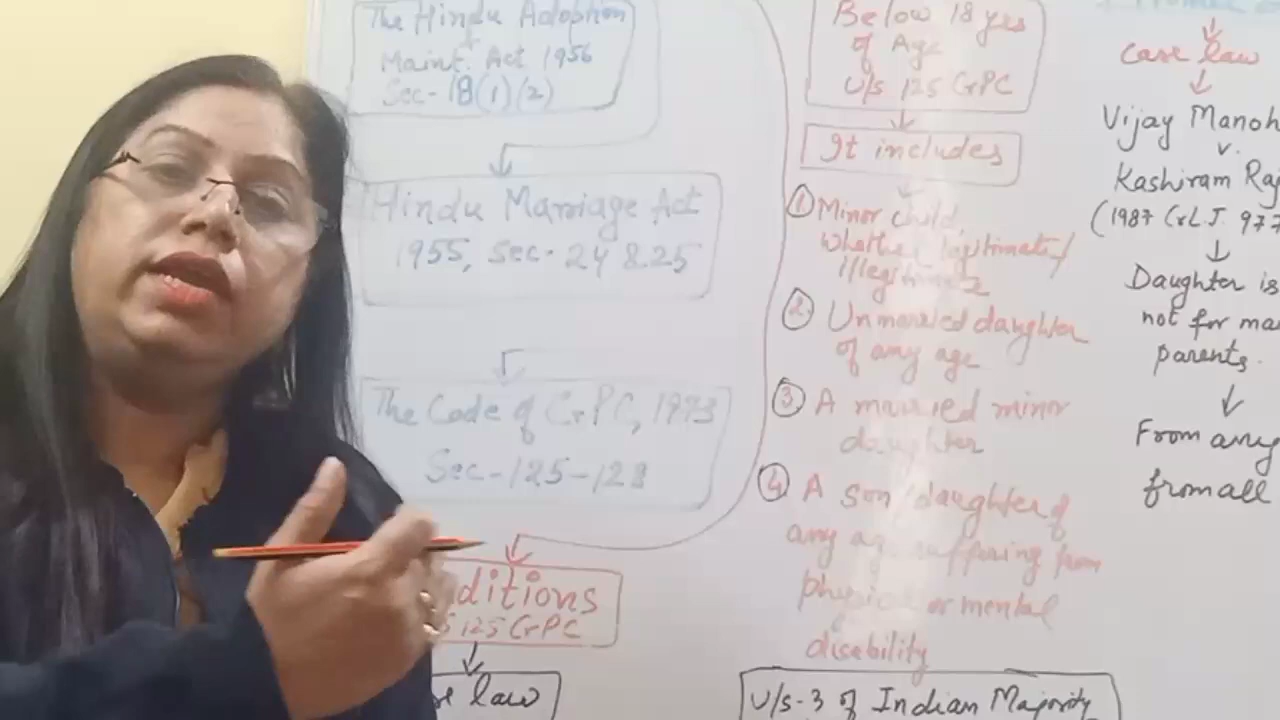 The Hindu Adoption
+
Maint. Act 1956
Sec-18(1)(2)
Hindu Marriage Act
1955, Sec-24 & 25
The Code of CrPC, 1973
Sec-125-128
nditions
125 CrPC
law
Below 18 yes
of Age
U/s 125 CrPC
It includes
① Minor child,
whether legitimate/
illegitimate
② Unmarried daughter
of any age
③ A married minor
daughter
④ A son/daughter of
any age suffering from
physical or mental
disability
U/s-3 of Indian Majority
Case law
Vijay Manoh
v.
Kashiram Raj
(1987 CrL.J. 977
Daughter is
not for ma
parents.
From any
from all